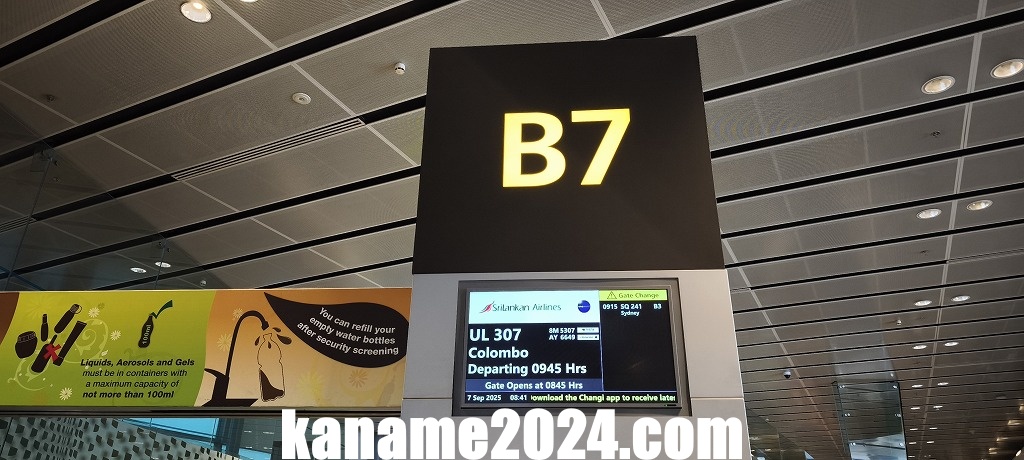 B7
SriLankan Airlines
UL 307
8M 5307
AY 6649
Colombo
Departing 0945 Hrs
Gate Opens at 0845 Hrs
7 Sep 2025 08:41 ownload the Changi app to receive late
Gate Change
0915 SQ 241 B3
Sydney
100ml
Liquids, Aerosols and Gels
must be in containers with
a maximum capacity of
not more than 100ml
You can refill your
empty water bottles
after security screening
kaname2024.com